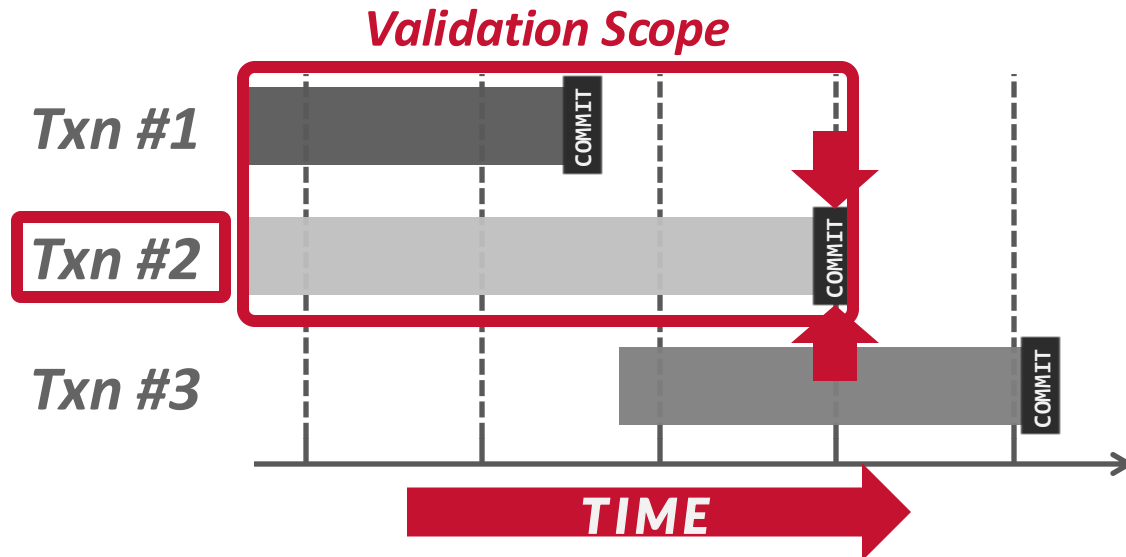 Validation Scope
Txn #1
COMMIT
Txn #2
COMMIT
Txn #3
COMMIT
TIME